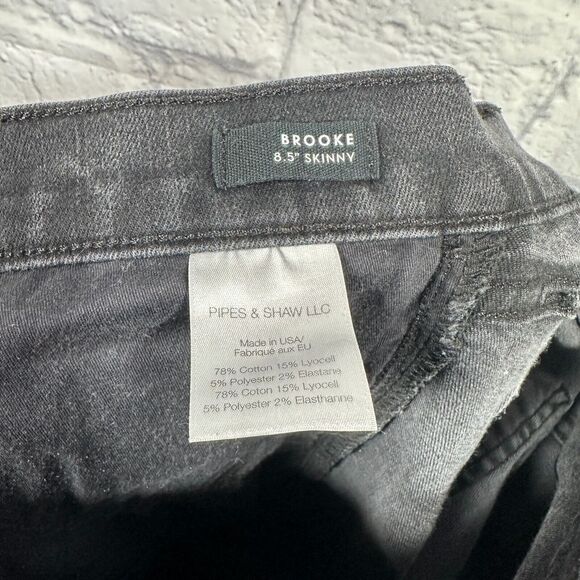 BROOKE
8.5" SKINNY
PIPES & SHAW LLC
Made in USA/
Fabriqué aux EU
78% Cotton 15% Lyocell
5% Polyester 2% Elastane
78% Coton 15% Lyocell
5% Polyester 2% Elasthanne